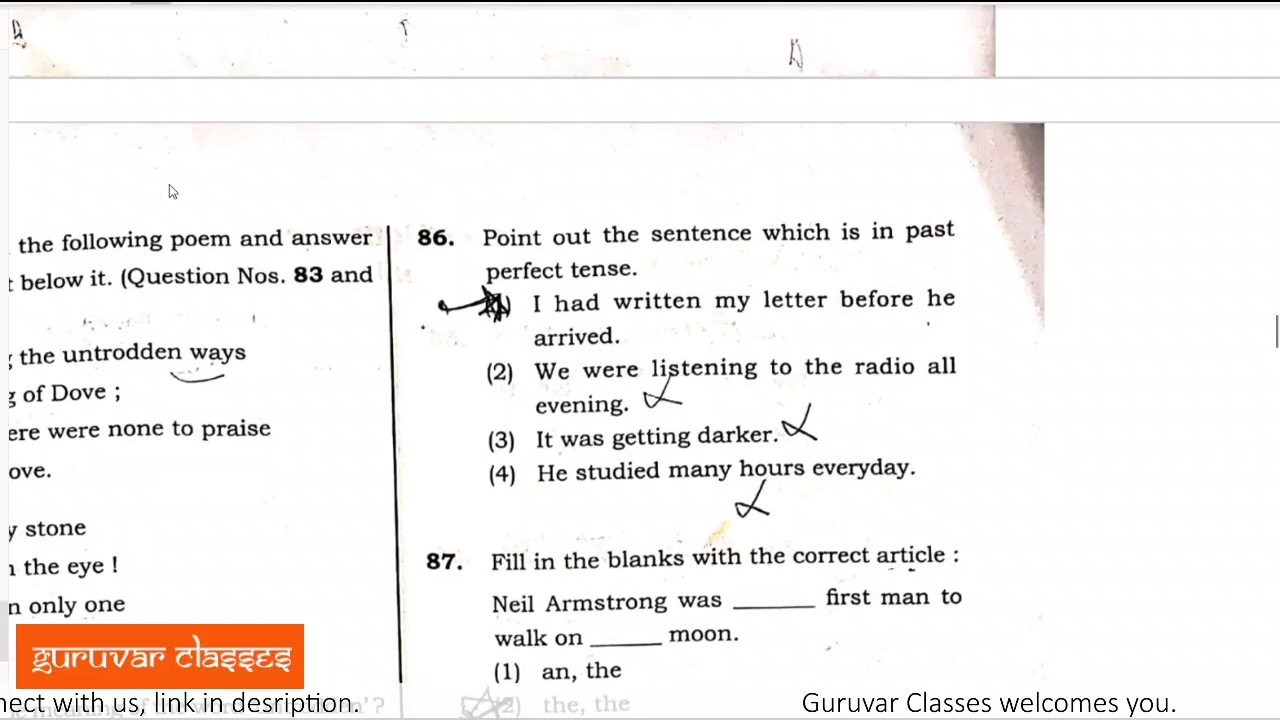 the following poem and answer
below it. (Question Nos. 83 and
the untrodden ways
of Dove ;
ere were none to praise
ove.
y stone
the eye !
n only one
86. Point out the sentence which is in past
perfect tense.
I had written my letter before he
arrived.
(2) We were listening to the radio all
evening.
(3) It was getting darker.
(4) He studied many hours everyday.
87. Fill in the blanks with the correct article :
Neil Armstrong was ______ first man to
walk on ______ moon.
(1) an, the
(2) the, the
guruvar classes
nect with us, link in desription.
Guruvar Classes welcomes you.